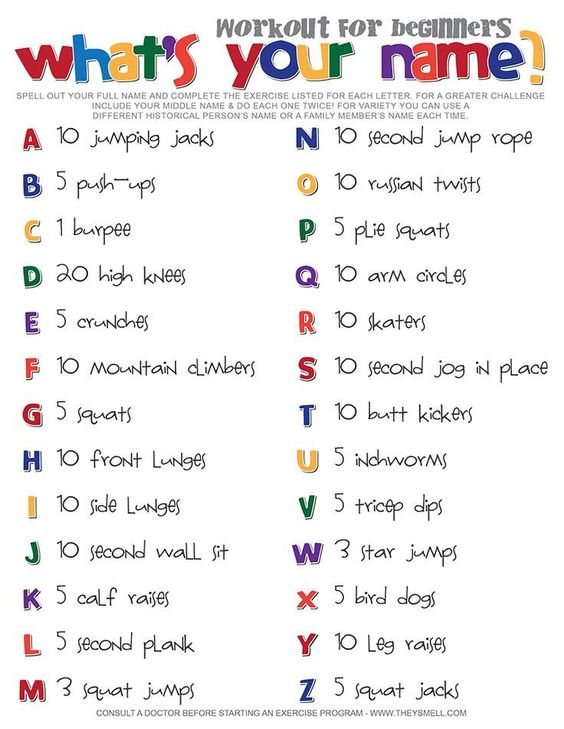 WORKOUT FOR BEGINNERS
what's your name?
SPELL OUT YOUR FULL NAME AND COMPLETE THE EXERCISE LISTED FOR EACH LETTER. FOR A GREATER CHALLENGE
INCLUDE YOUR MIDDLE NAME & DO EACH ONE TWICE! FOR VARIETY YOU CAN USE A
DIFFERENT HISTORICAL PERSON'S NAME OR A FAMILY MEMBER'S NAME EACH TIME.
A 10 jumping jacks
B 5 push-ups
C 1 burpee
D 20 high knees
E 5 crunches
F 10 mountain climbers
G 5 squats
H 10 front lunges
I 10 side lunges
J 10 second wall sit
K 5 calf raises
L 5 second plank
M 3 squat jumps
N 10 second jump rope
O 10 russian twists
P 5 plie squats
Q 10 arm circles
R 10 skaters
S 10 second jog in place
T 10 butt kickers
U 5 inchworms
V 5 tricep dips
W 3 star jumps
X 5 bird dogs
Y 10 leg raises
Z 5 squat jacks
CONSULT A DOCTOR BEFORE STARTING AN EXERCISE PROGRAM - WWW.THEYSMELL.COM